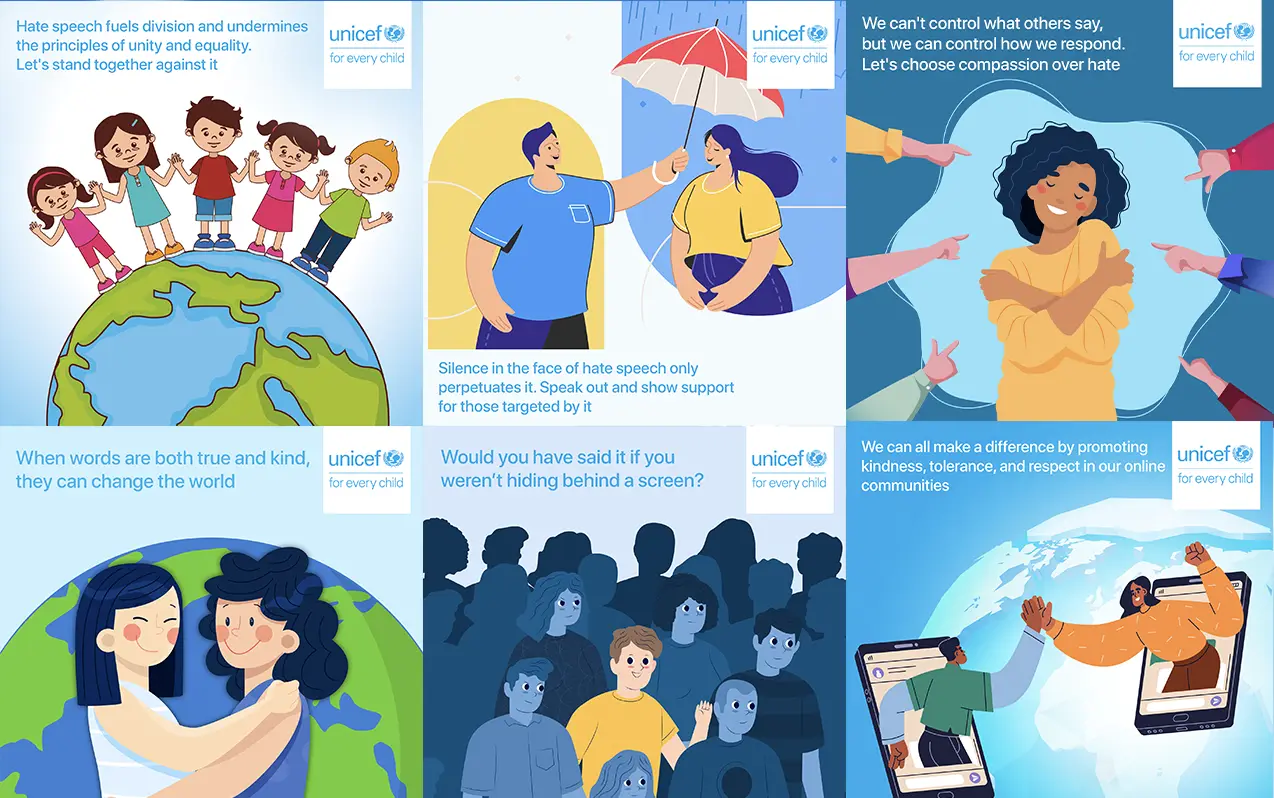 Hate speech fuels division and undermines
the principles of unity and equality.
Let's stand together against it
unicef
for every child
unicef
for every child
Silence in the face of hate speech only
perpetuates it. Speak out and show support
for those targeted by it
We can't control what others say,
but we can control how we respond.
Let's choose compassion over hate
unicef
for every child
When words are both true and kind,
they can change the world
unicef
for every child
Would you have said it if you
weren't hiding behind a screen?
unicef
for every child
We can all make a difference by promoting
kindness, tolerance, and respect in our online
communities
unicef
for every child